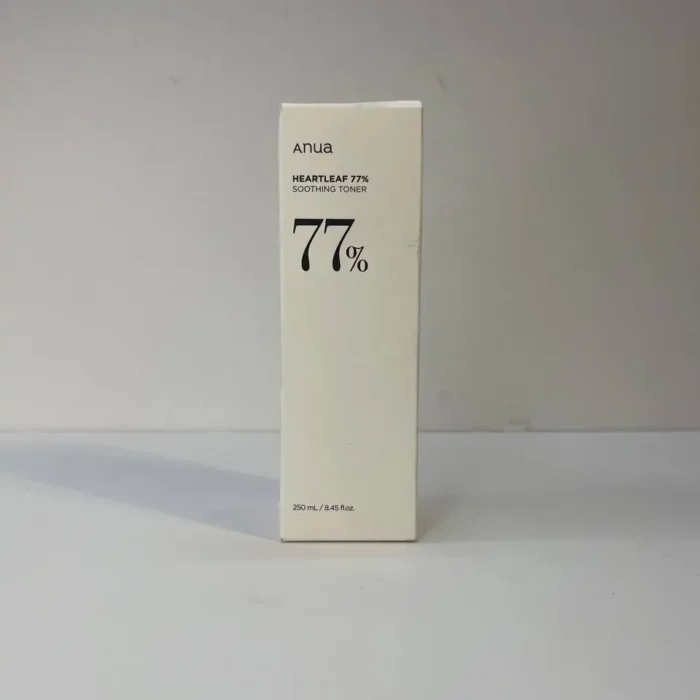 Anua
HEARTLEAF 77%
SOOTHING TONER
77%
250 mL / 8.45 fl.oz.